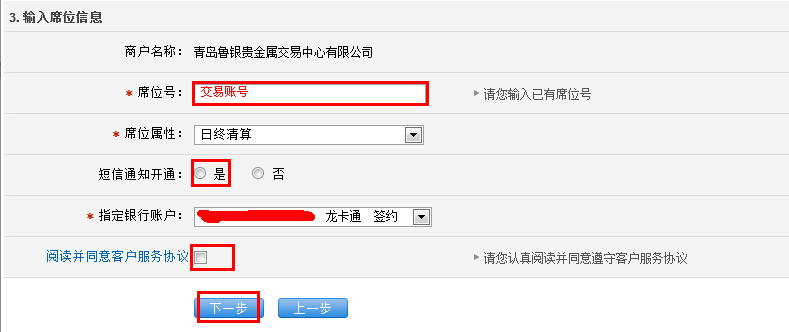 3. 输入席位信息
商户名称： 青岛鲁银贵金属交易中心有限公司
* 席位号： 交易账号 请您输入已有席位号
* 席位属性： 日终清算
短信通知开通： 是 否
* 指定银行账户： 龙卡通 签约
阅读并同意客户服务协议 请您认真阅读并同意遵守客户服务协议
下一步 上一步